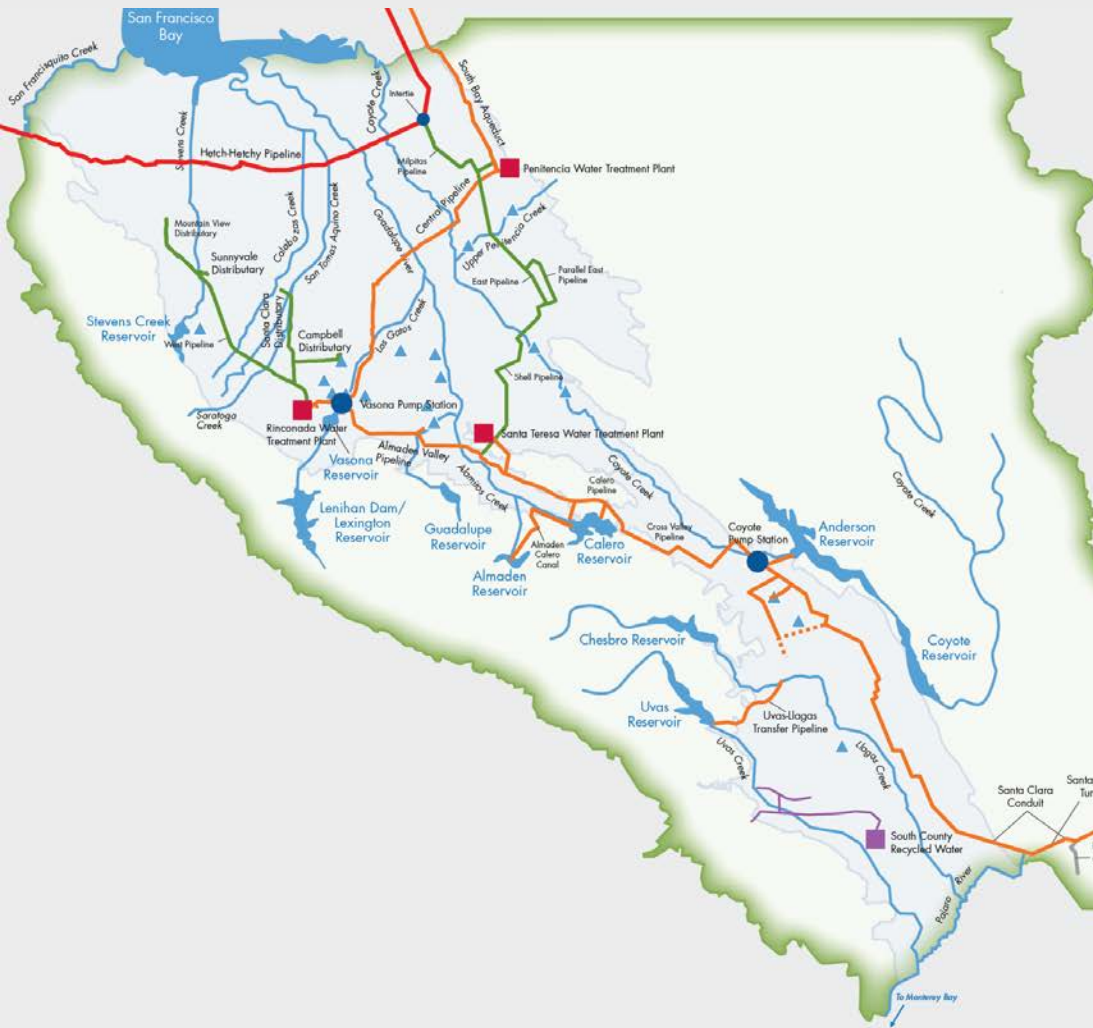 San Francisco
Bay
San Francisquito Creek
Stevens Creek
Coyote Creek
South Bay Aqueduct
Intertie
Hetch-Hetchy Pipeline
Milpitas
Pipeline
Penitencia Water Treatment Plant
Calabazas Creek
San Tomas Aquino Creek
Guadalupe River
Central Pipeline
Upper Penitencia Creek
Mountain View
Distributary
Sunnyvale
Distributary
East Pipeline
Parallel East
Pipeline
Stevens Creek
Reservoir
West Pipeline
Santa Clara
Distributary
Campbell
Distributary
Los Gatos Creek
Shell Pipeline
Saratoga
Creek
Rinconada Water
Treatment Plant
Vasona Pump Station
Santa Teresa Water Treatment Plant
Vasona
Reservoir
Almaden Valley
Pipeline
Alamitos Creek
Coyote Creek
Coyote Creek
Calero
Pipeline
Lenihan Dam/
Lexington
Reservoir
Guadalupe
Reservoir
Almaden
Calero
Canal
Calero
Reservoir
Cross Valley
Pipeline
Coyote
Pump Station
Anderson
Reservoir
Almaden
Reservoir
Chesbro Reservoir
Coyote
Reservoir
Uvas
Reservoir
Uvas-Llagas
Transfer Pipeline
Uvas Creek
Llagas Creek
Santa Clara
Conduit
Santa
South County
Recycled Water
Pajaro River
To Monterey Bay